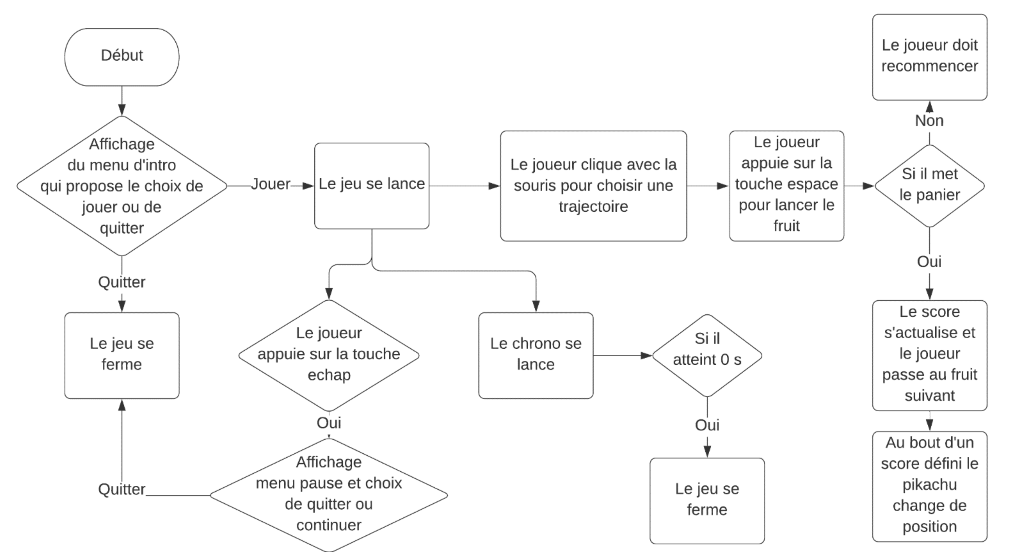 Début
Affichage
du menu d'intro
qui propose le choix de
jouer ou de
quitter
Jouer
Le jeu se lance
Le joueur clique avec la
souris pour choisir une
trajectoire
Le joueur
appuie sur la
touche espace
pour lancer le
fruit
Si il met
le panier
Non
Le joueur doit
recommencer
Oui
Le score
s'actualise et
le joueur
passe au fruit
suivant
Au bout d'un
score défini le
pikachu
change de
position
Quitter
Le jeu se
ferme
Le joueur
appuie sur la touche
echap
Oui
Affichage
menu pause et choix
de quitter ou
continuer
Quitter
Le chrono se
lance
Si il
atteint 0 s
Oui
Le jeu se
ferme